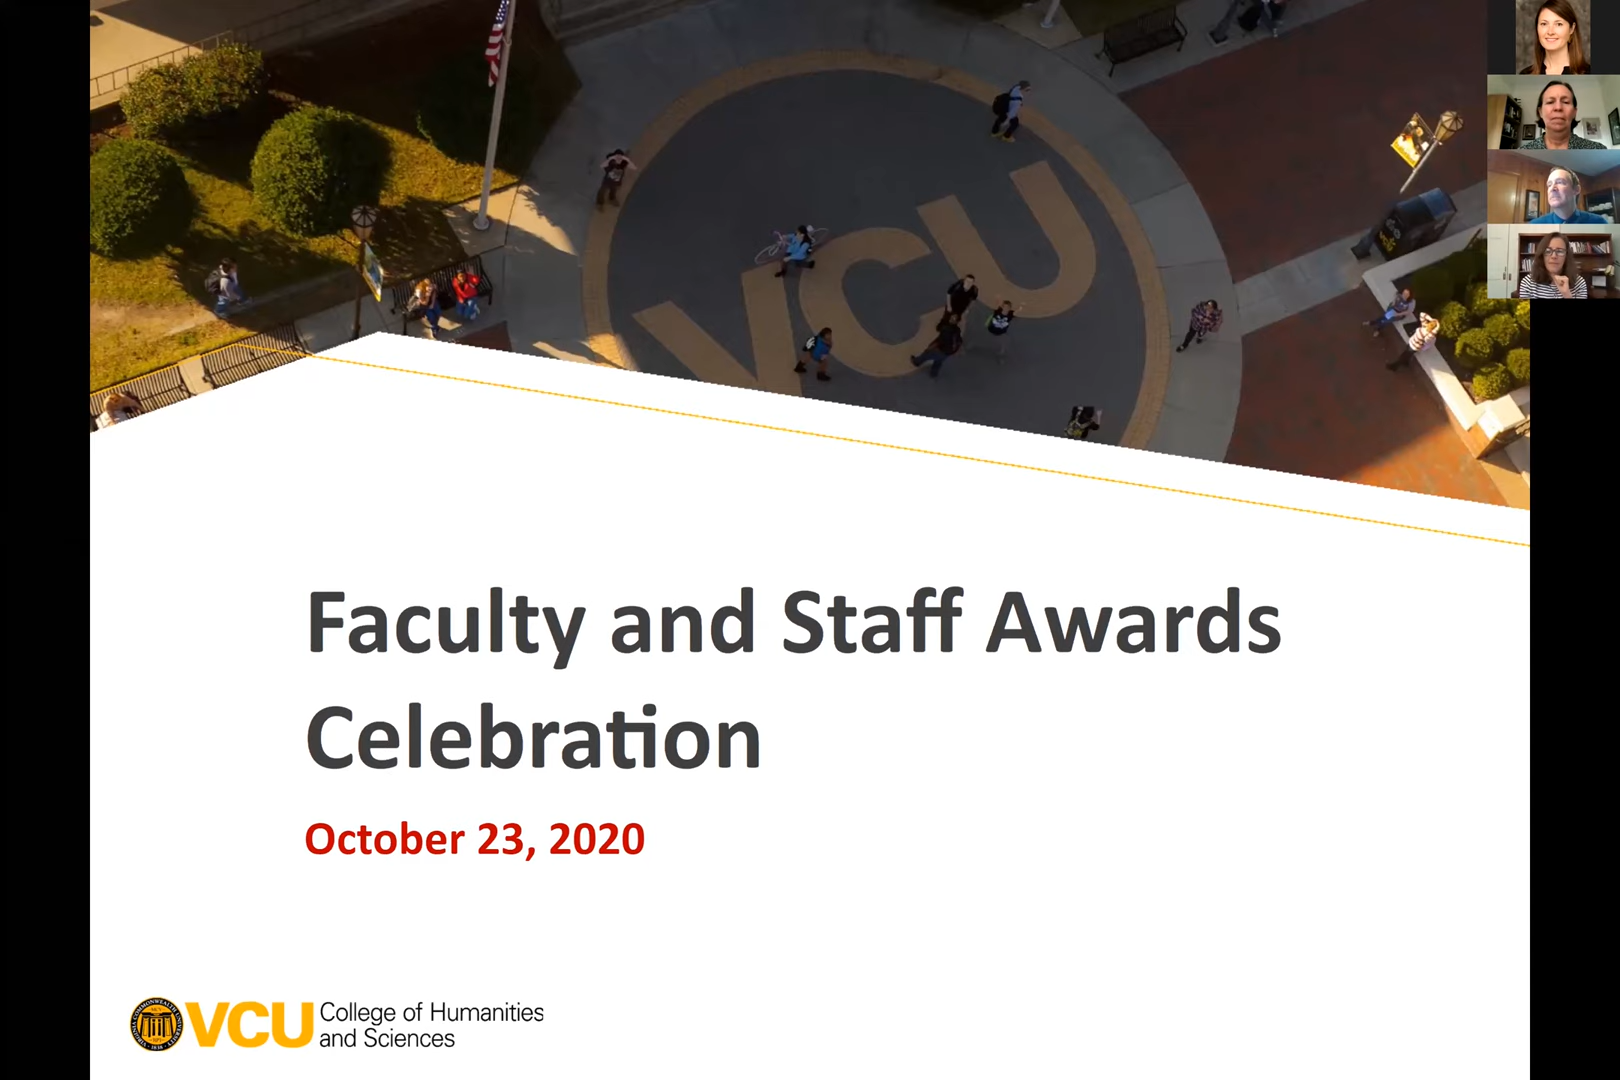 VCU
Faculty and Staff Awards
Celebration
October 23, 2020
VCU College of Humanities
and Sciences